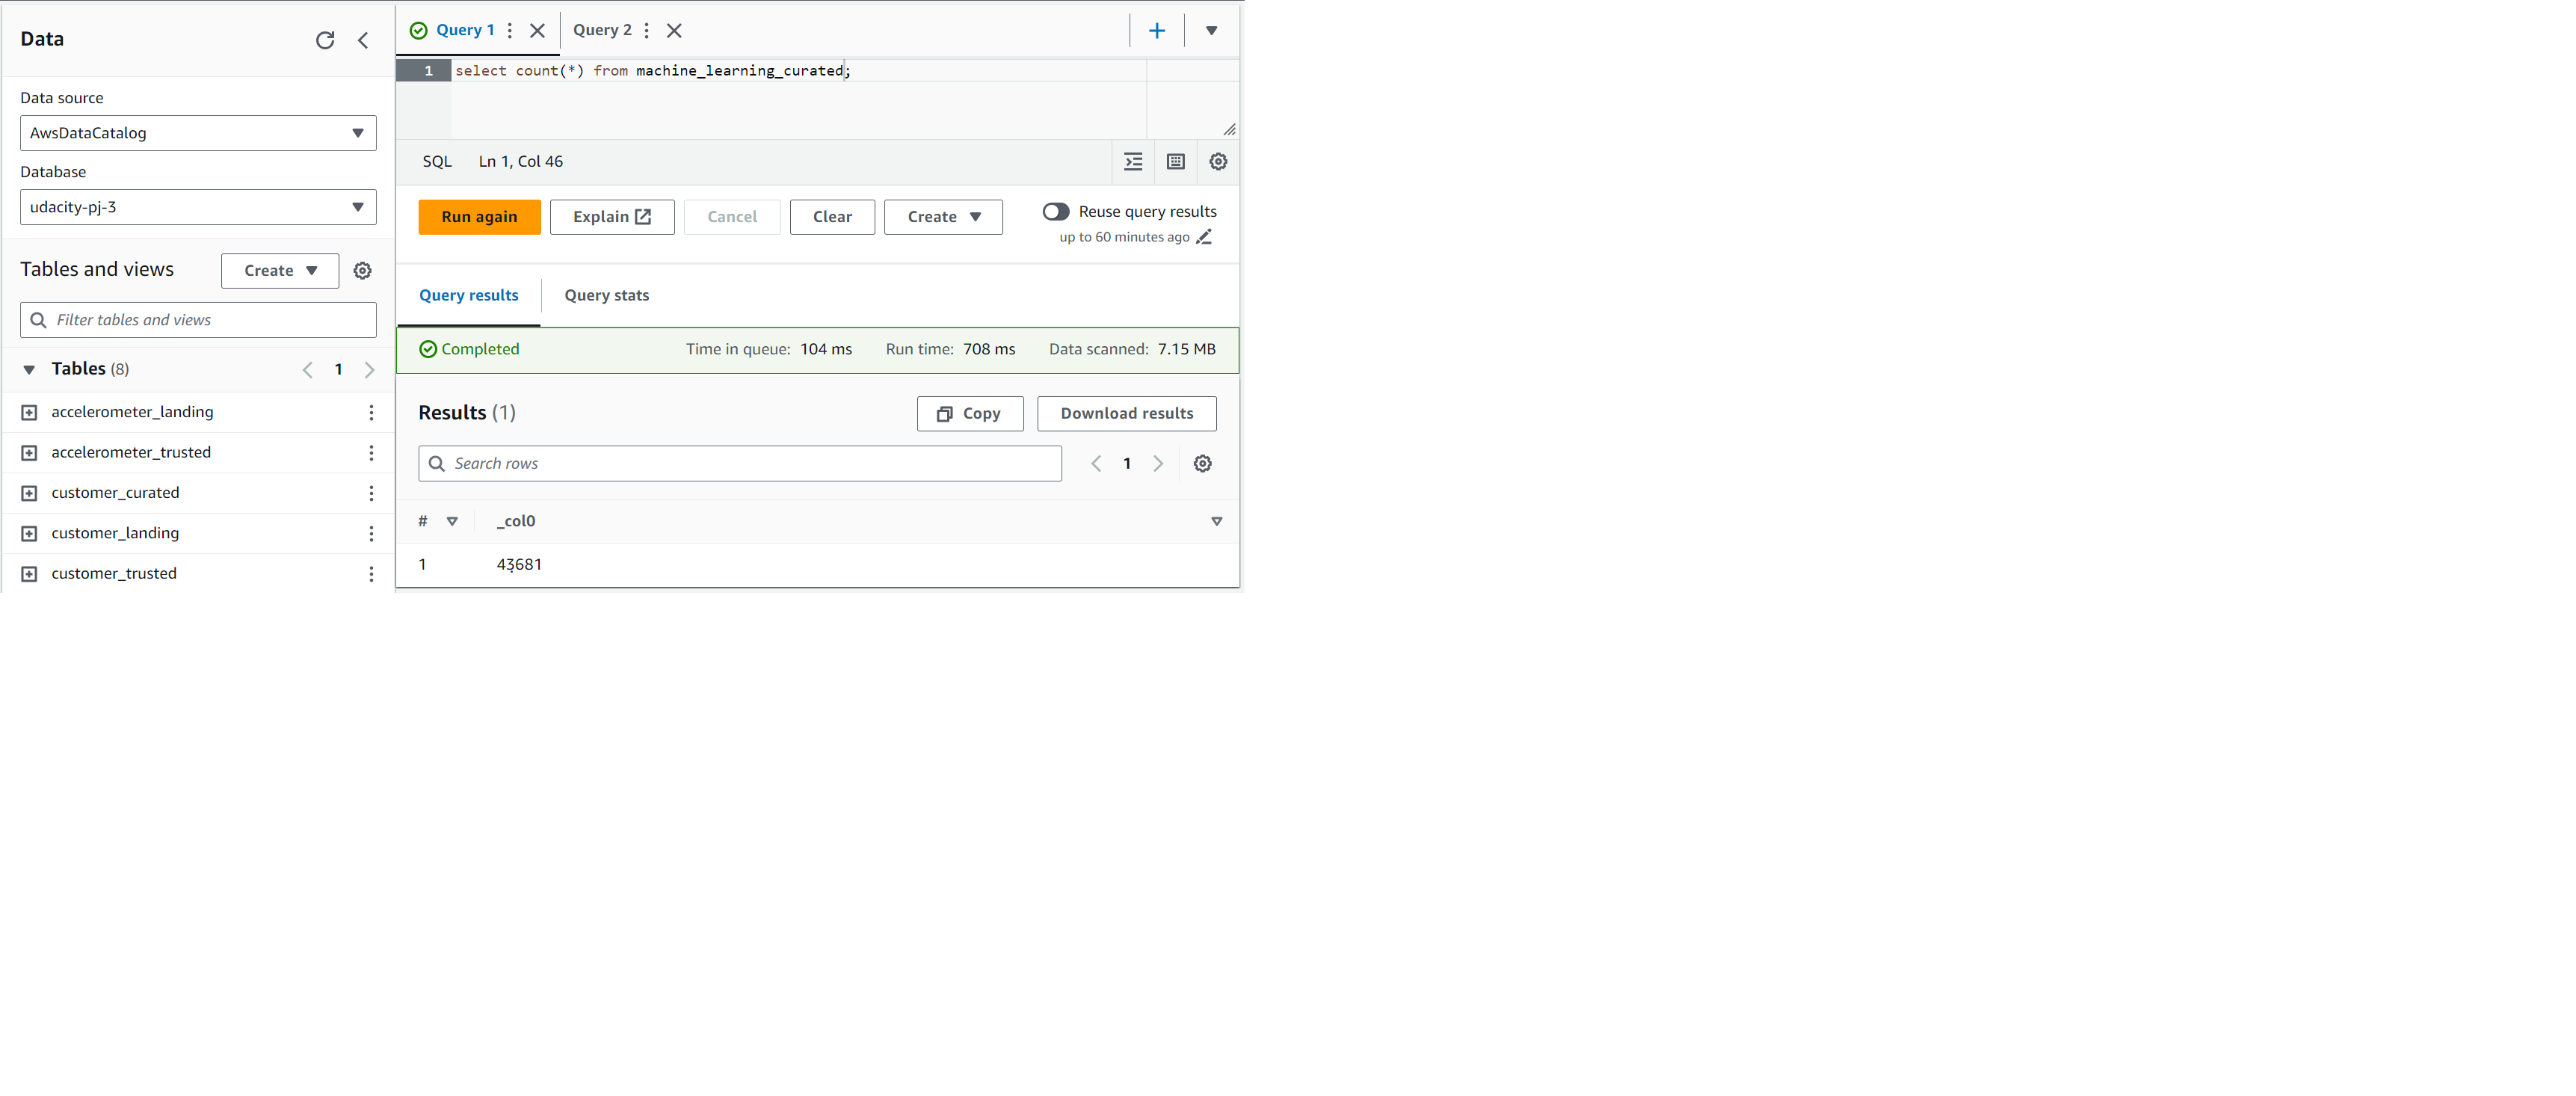 Data
Data source
AwsDataCatalog
Database
udacity-pj-3
Tables and views
Create
Filter tables and views
Tables (8)
1
accelerometer_landing
accelerometer_trusted
customer_curated
customer_landing
customer_trusted
Query 1
Query 2
1 select count(*) from machine_learning_curated;
SQL Ln 1, Col 46
Run again Explain Cancel Clear Create
Reuse query results
up to 60 minutes ago
Query results Query stats
Completed Time in queue: 104 ms Run time: 708 ms Data scanned: 7.15 MB
Results (1)
Copy Download results
Search rows
1
# _col0
1 43681